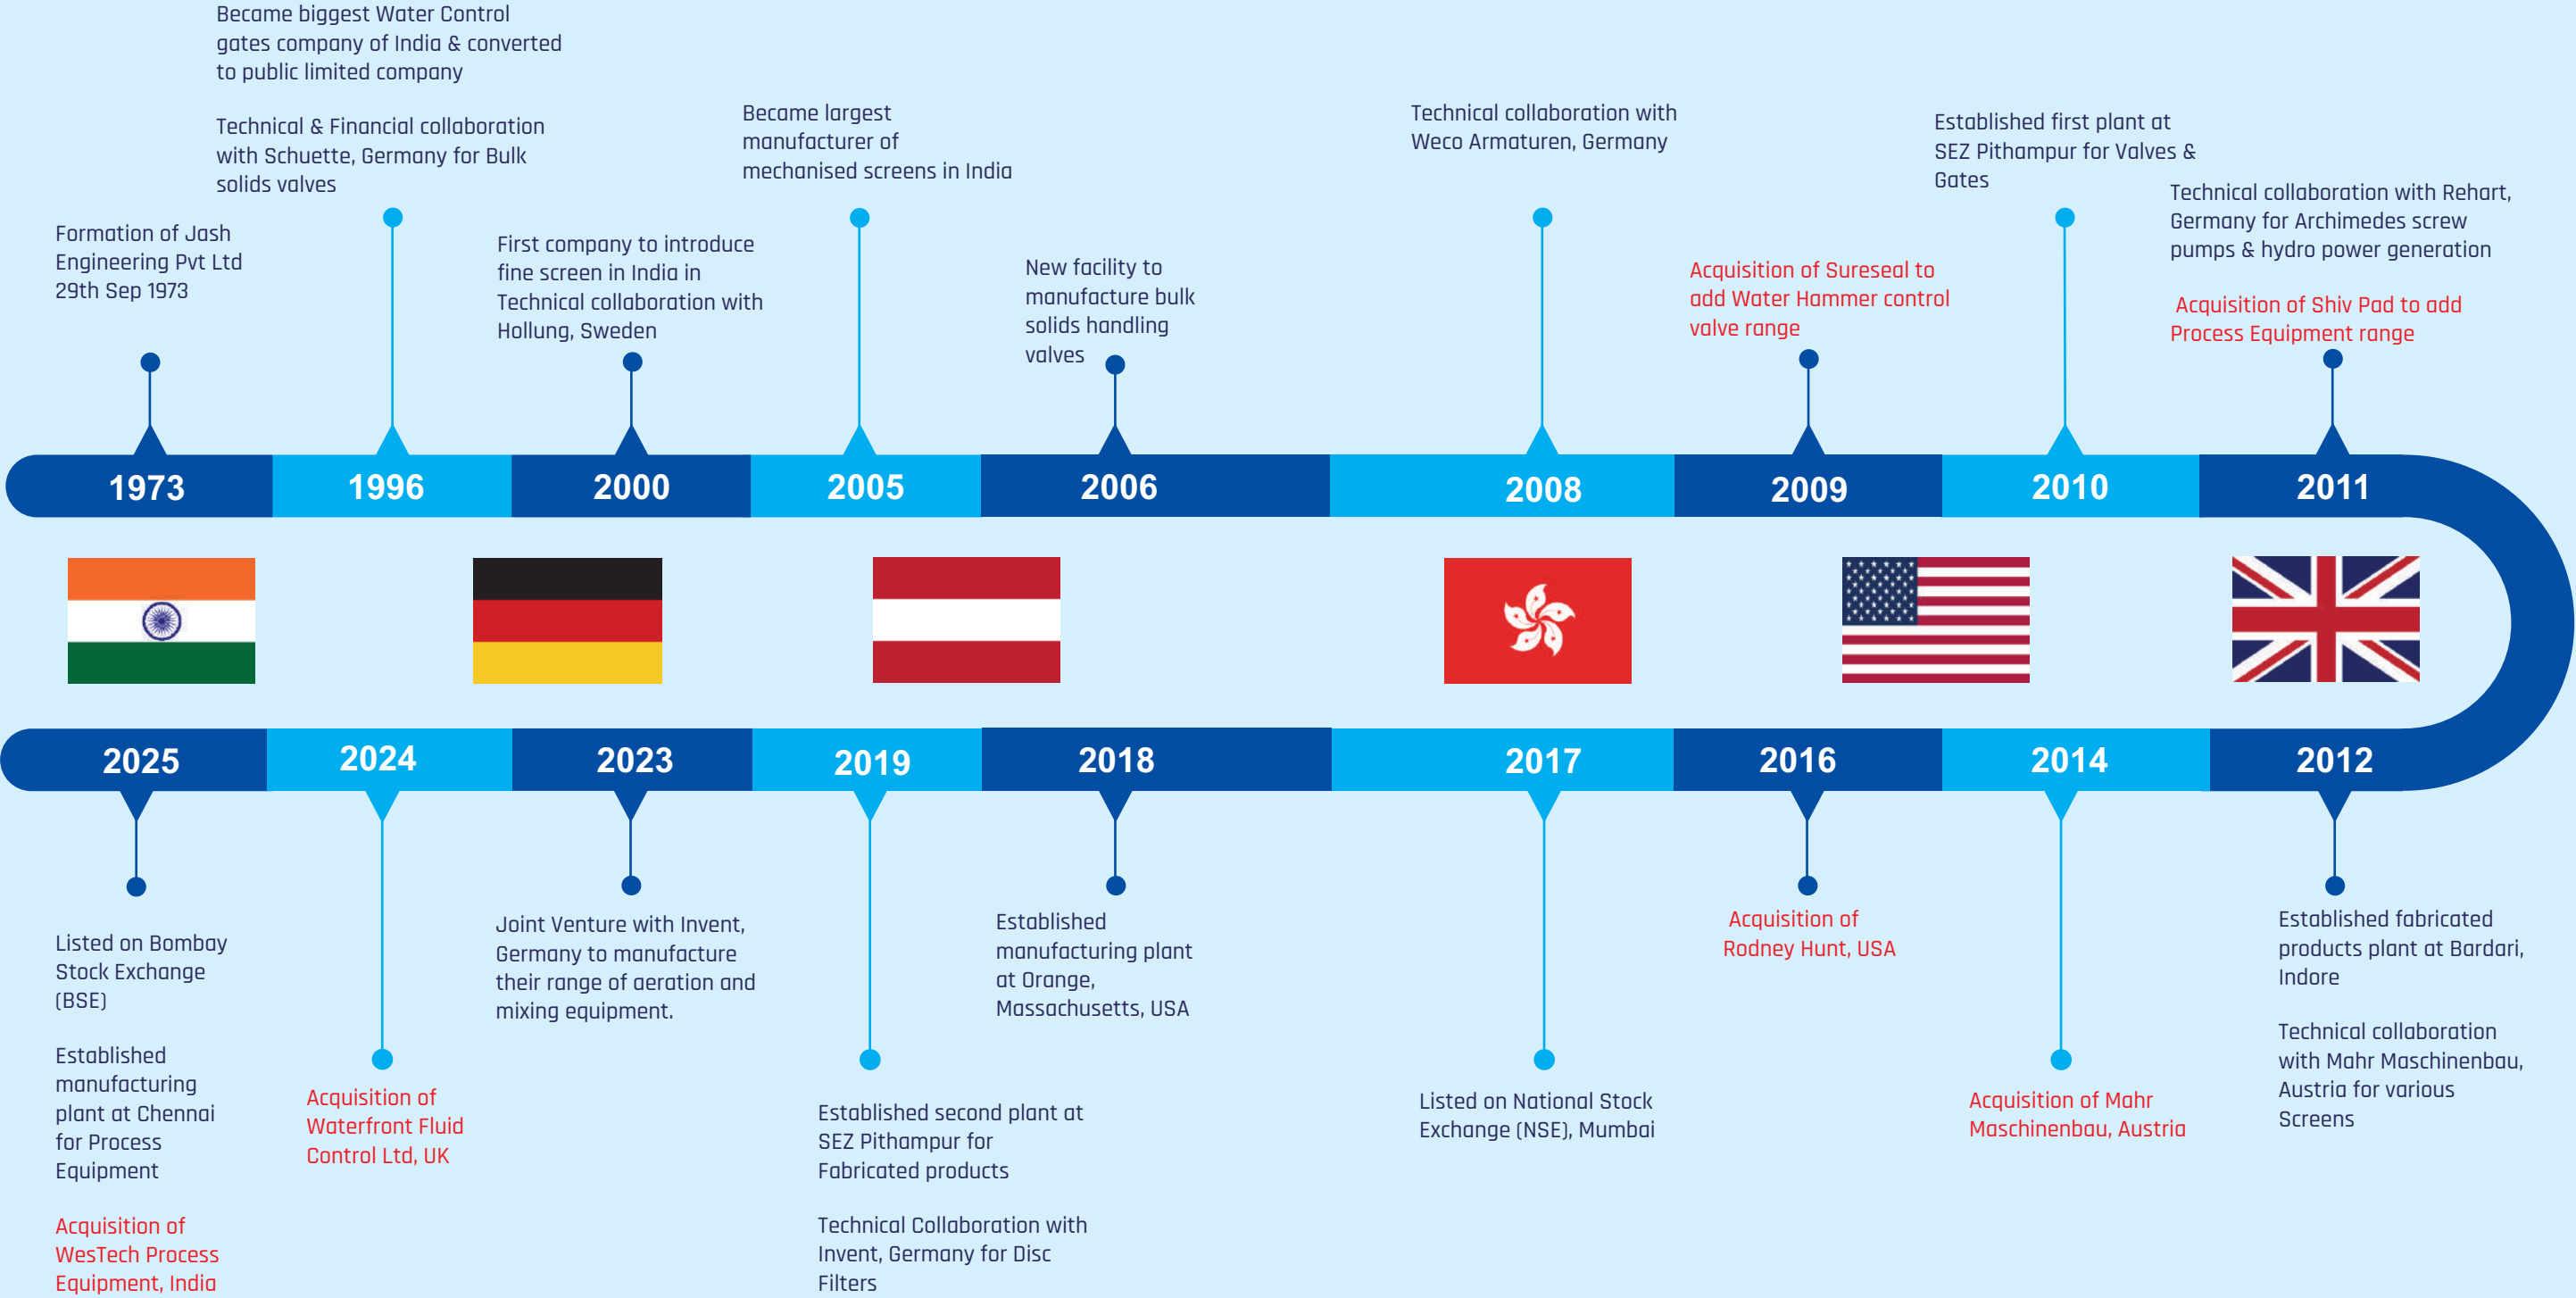 Became biggest Water Control
gates company of India & converted
to public limited company
Technical & Financial collaboration
with Schuette, Germany for Bulk
solids valves
Became largest
manufacturer of
mechanised screens in India
Technical collaboration with
Weco Armaturen, Germany
Established first plant at
SEZ Pithampur for Valves &
Gates
Technical collaboration with Rehart,
Germany for Archimedes screw
pumps & hydro power generation
Acquisition of Shiv Pad to add
Process Equipment range
Formation of Jash
Engineering Pvt Ltd
29th Sep 1973
First company to introduce
fine screen in India in
Technical collaboration with
Hollung, Sweden
New facility to
manufacture bulk
solids handling
valves
Acquisition of Sureseal to
add Water Hammer control
valve range
1973
1996
2000
2005
2006
2008
2009
2010
2011
2025
2024
2023
2019
2018
2017
2016
2014
2012
Listed on Bombay
Stock Exchange
(BSE)
Established
manufacturing
plant at Chennai
for Process
Equipment
Acquisition of
WesTech Process
Equipment, India
Acquisition of
Waterfront Fluid
Control Ltd, UK
Joint Venture with Invent,
Germany to manufacture
their range of aeration and
mixing equipment.
Established second plant at
SEZ Pithampur for
Fabricated products
Technical Collaboration with
Invent, Germany for Disc
Filters
Established
manufacturing plant
at Orange,
Massachusetts, USA
Listed on National Stock
Exchange (NSE), Mumbai
Acquisition of
Rodney Hunt, USA
Acquisition of Mahr
Maschinenbau, Austria
Established fabricated
products plant at Bardari,
Indore
Technical collaboration
with Mahr Maschinenbau,
Austria for various
Screens